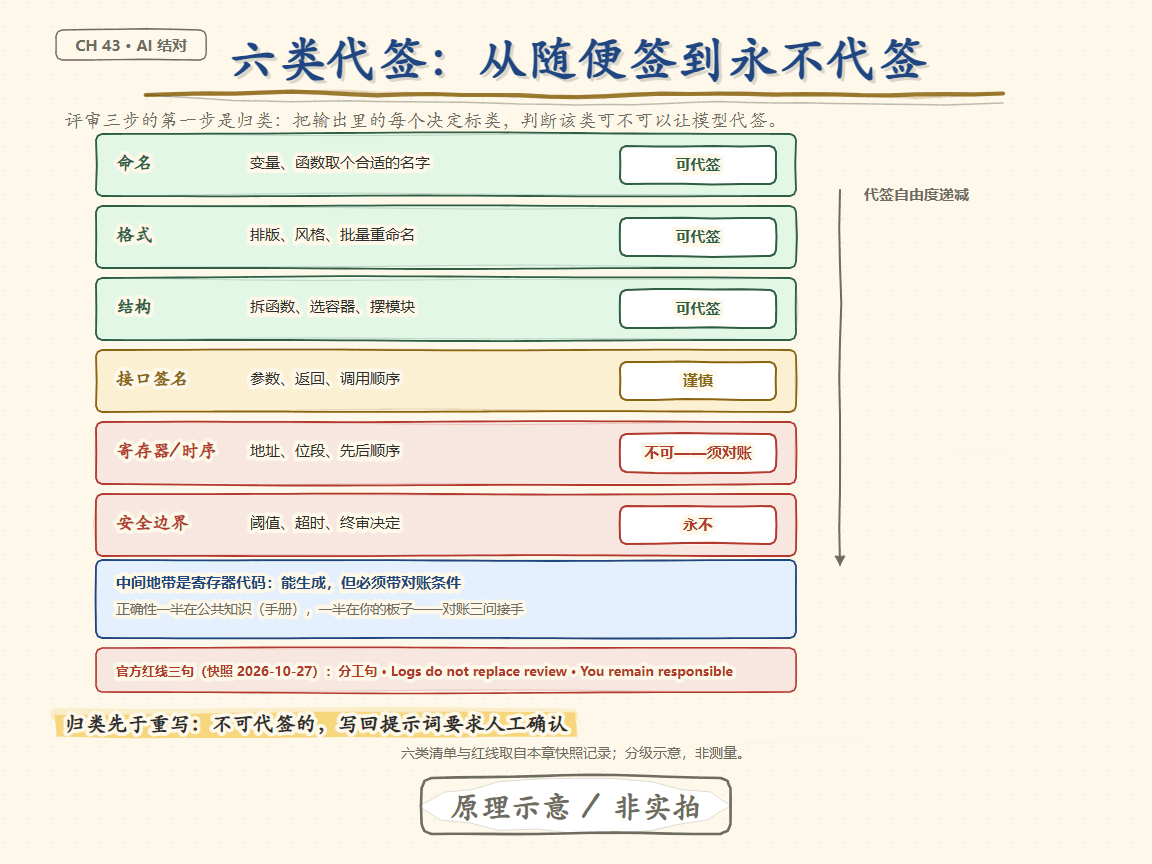 CH 43 • AI 结对
六类代签：从随便签到永不代签
评审三步的第一步是归类：把输出里的每个决定标类，判断该类可不可以让模型代签。
命名 变量、函数取个合适的名字 可代签
代签自由度递减
格式 排版、风格、批量重命名 可代签
结构 拆函数、选容器、摆模块 可代签
接口签名 参数、返回、调用顺序 谨慎
寄存器/时序 地址、位段、先后顺序 不可——须对账
安全边界 阈值、超时、终审决定 永不
中间地带是寄存器代码：能生成，但必须带对账条件
正确性一半在公共知识（手册），一半在你的板子——对账三问接手
官方红线三句（快照 2026-10-27）：分工句 • Logs do not replace review • You remain responsible
归类先于重写：不可代签的，写回提示词要求人工确认
六类清单与红线取自本章快照记录；分级示意，非测量。
原理示意 / 非实拍